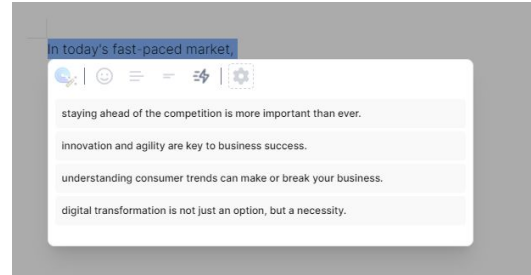 In today's fast-paced market,
staying ahead of the competition is more important than ever.
innovation and agility are key to business success.
understanding consumer trends can make or break your business.
digital transformation is not just an option, but a necessity.